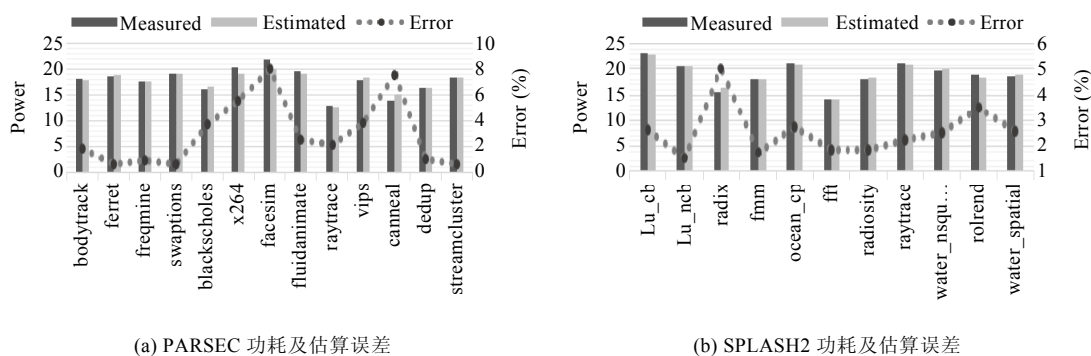 Measured Estimated Error
Power
25
20
15
10
5
0
10
8
6
4
2
0
Error (%)
bodytrack
ferret
freqmine
swaptions
blackscholes
x264
facesim
fluidanimate
raytrace
vips
canneal
dedup
streamcluster
(a) PARSEC 功耗及估算误差
Measured Estimated Error
Power
25
20
15
10
5
0
6
5
4
3
2
1
Error (%)
Lu_cb
Lu_ncb
radix
fmm
ocean_cp
fft
radiosity
raytrace
water_nsqu…
rolrend
water_spatial
(b) SPLASH2 功耗及估算误差